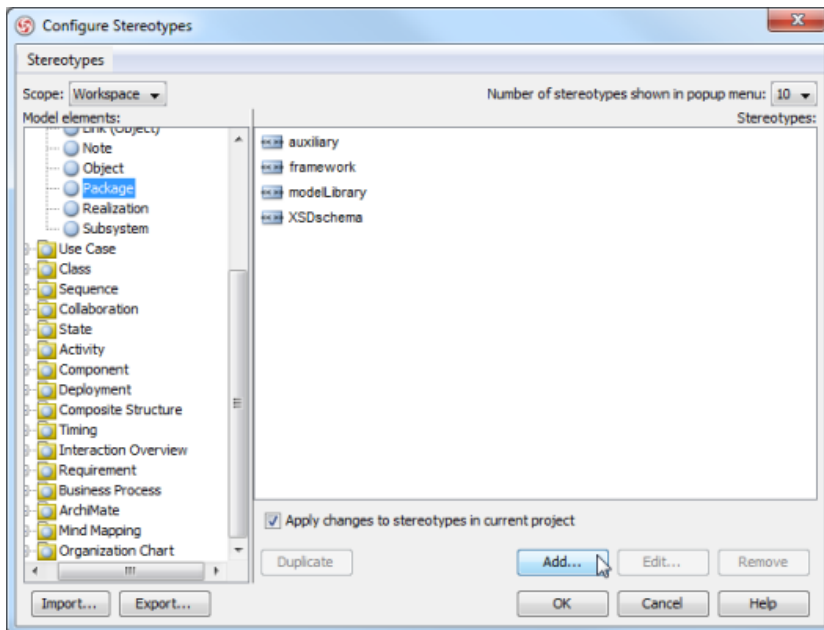 Configure Stereotypes
Stereotypes
Scope: Workspace
Number of stereotypes shown in popup menu: 10
Model elements:
Stereotypes:
Link (Object)
Note
Object
Package
Realization
Subsystem
Use Case
Class
Sequence
Collaboration
State
Activity
Component
Deployment
Composite Structure
Timing
Interaction Overview
Requirement
Business Process
ArchiMate
Mind Mapping
Organization Chart
auxiliary
framework
modelLibrary
XSDschema
Apply changes to stereotypes in current project
Duplicate
Add...
Edit...
Remove
Import...
Export...
OK
Cancel
Help